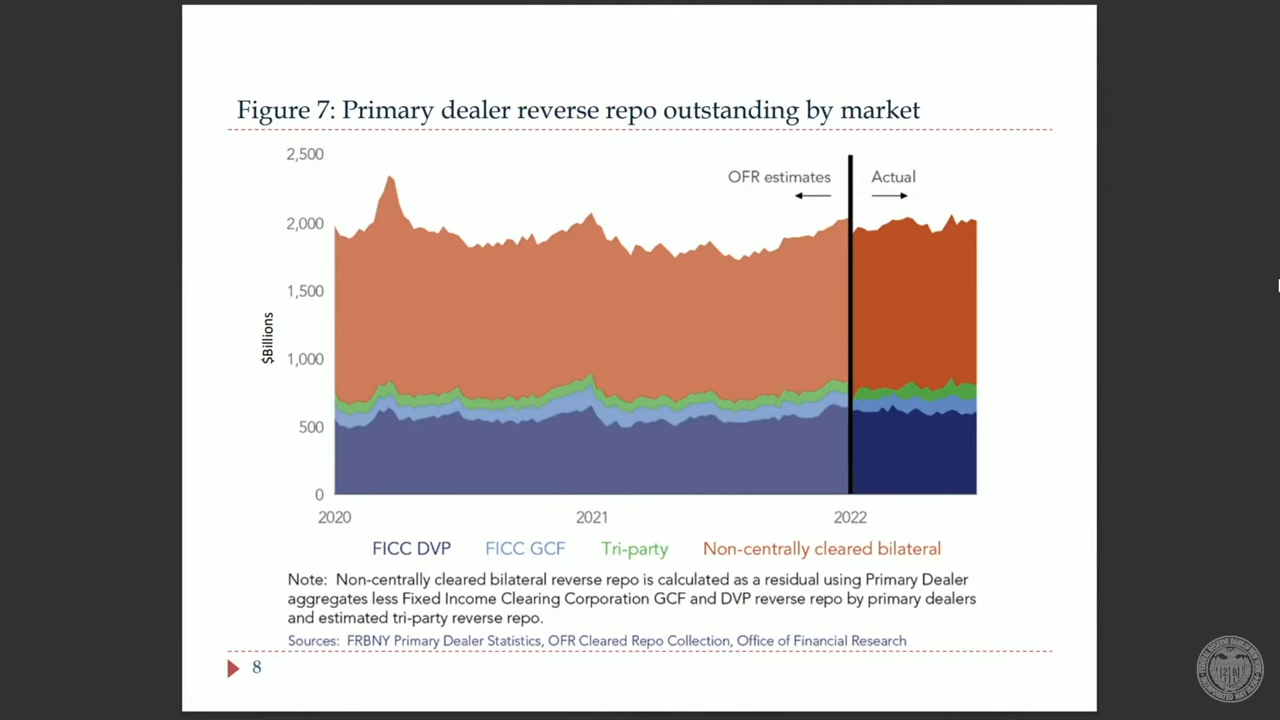 Figure 7: Primary dealer reverse repo outstanding by market
2,500
2,000
1,500
1,000
500
0
$Billions
OFR estimates
Actual
2020
2021
2022
FICC DVP
FICC GCF
Tri-party
Non-centrally cleared bilateral
Note: Non-centrally cleared bilateral reverse repo is calculated as a residual using Primary Dealer
aggregates less Fixed Income Clearing Corporation GCF and DVP reverse repo by primary dealers
and estimated tri-party reverse repo.
Sources: FRBNY Primary Dealer Statistics, OFR Cleared Repo Collection, Office of Financial Research
8